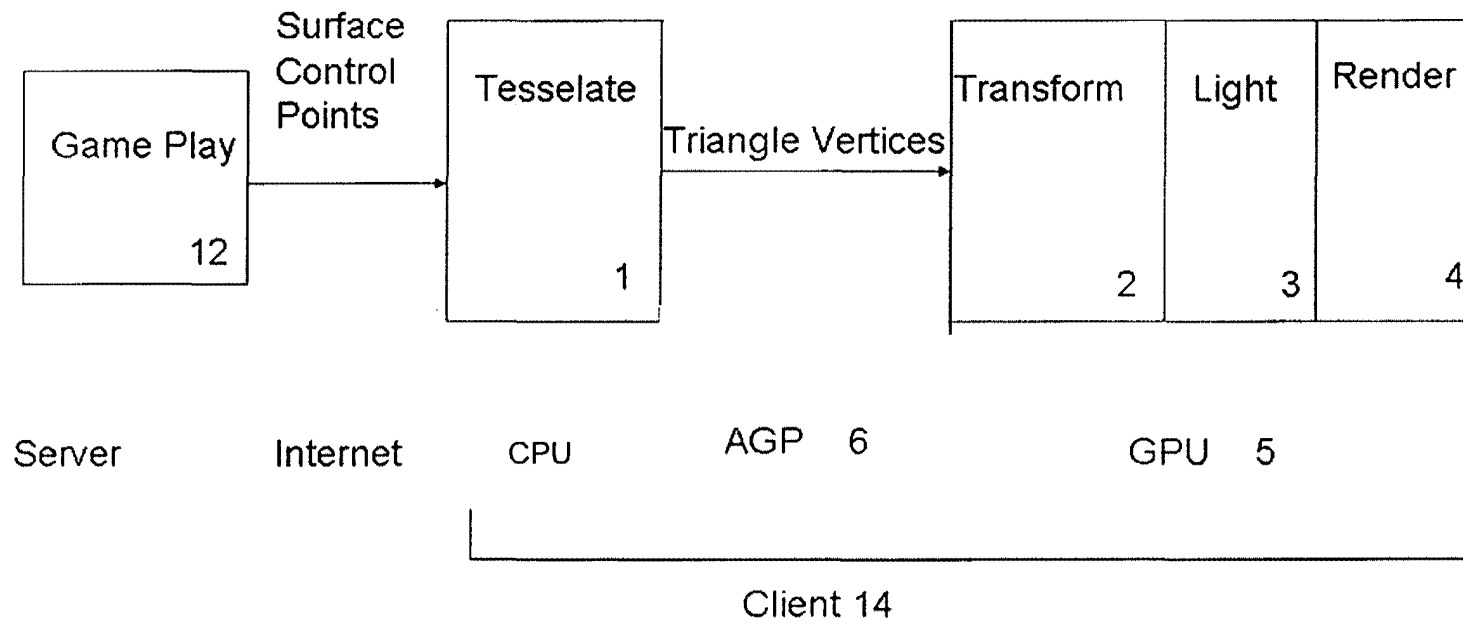 Surface
Control
Points
Game Play
12
Tesselate
1
Triangle Vertices
Transform
2
Light
3
Render
4
Server
Internet
CPU
AGP 6
GPU 5
Client 14